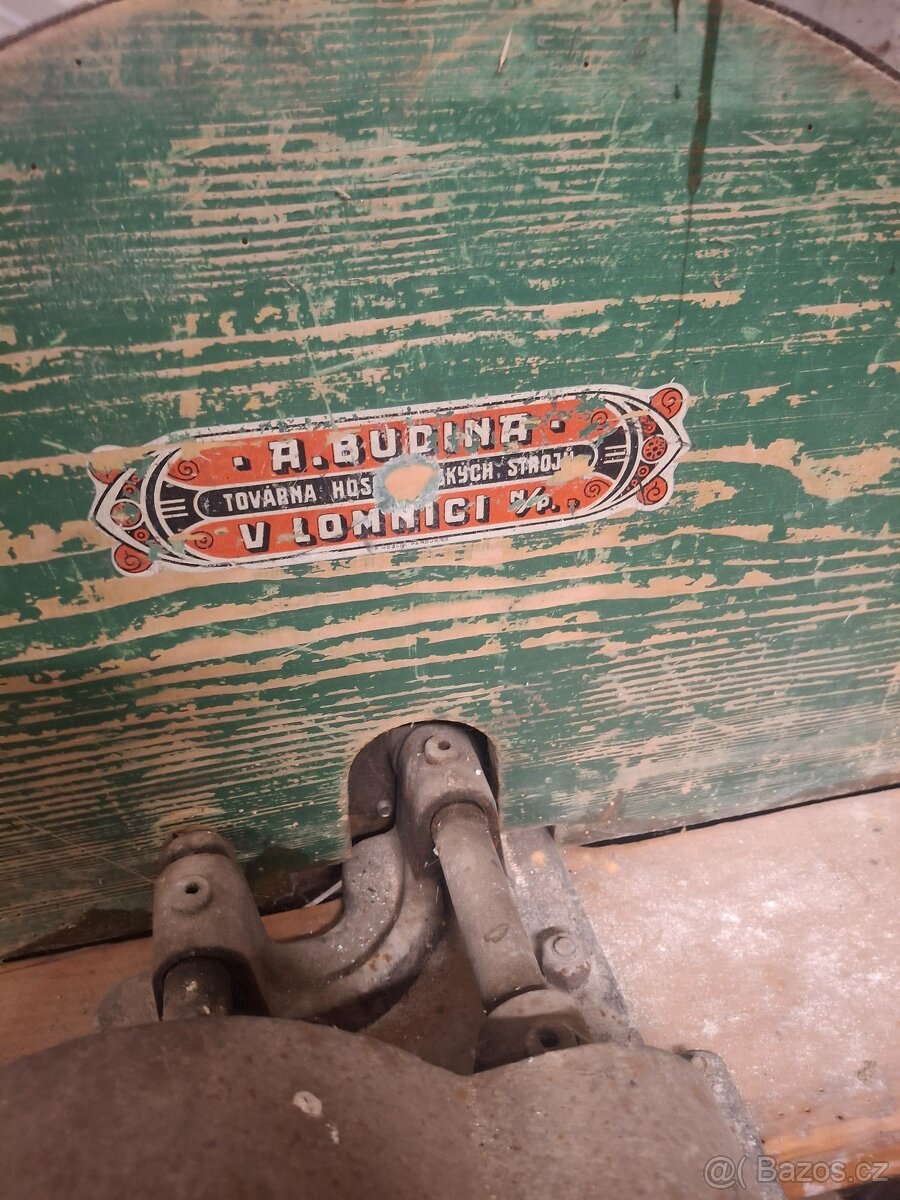 · A. BUDINA ·
TOVÁRNA HOS SKÝCH STROJŮ
V LOMNICI N/P.
@( Bazos.cz